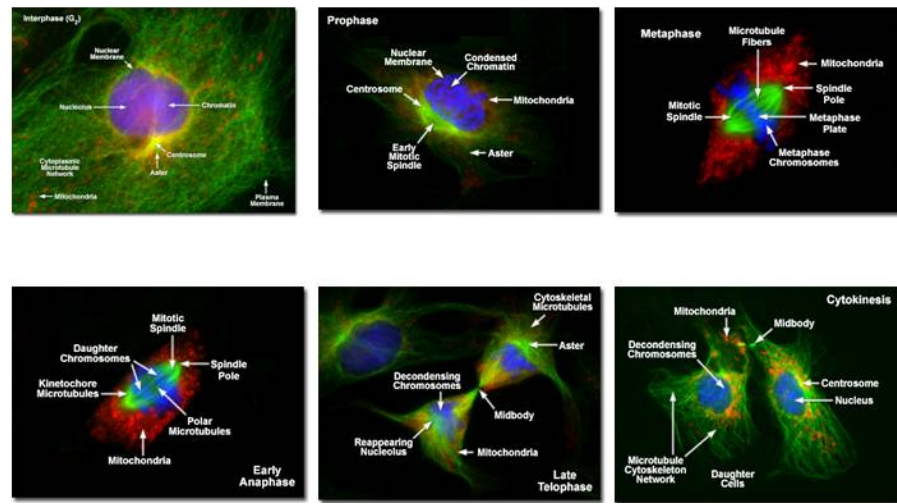 Interphase (G2)
Nuclear
Membrane
Nucleolus
Chromatin
Centrosome
Aster
Cytoplasmic
Microtubule
Network
Mitochondria
Plasma
Membrane
Prophase
Nuclear
Membrane
Condensed
Chromatin
Centrosome
Mitochondria
Early
Mitotic
Spindle
Aster
Metaphase
Microtubule
Fibers
Mitochondria
Spindle
Pole
Mitotic
Spindle
Metaphase
Plate
Metaphase
Chromosomes
Mitotic
Spindle
Daughter
Chromosomes
Spindle
Pole
Kinetochore
Microtubules
Polar
Microtubules
Mitochondria
Early
Anaphase
Cytoskeletal
Microtubules
Aster
Decondensing
Chromosomes
Midbody
Reappearing
Nucleolus
Mitochondria
Late
Telophase
Cytokinesis
Mitochondria
Midbody
Decondensing
Chromosomes
Centrosome
Nucleus
Microtubule
Cytoskeleton
Network
Daughter
Cells